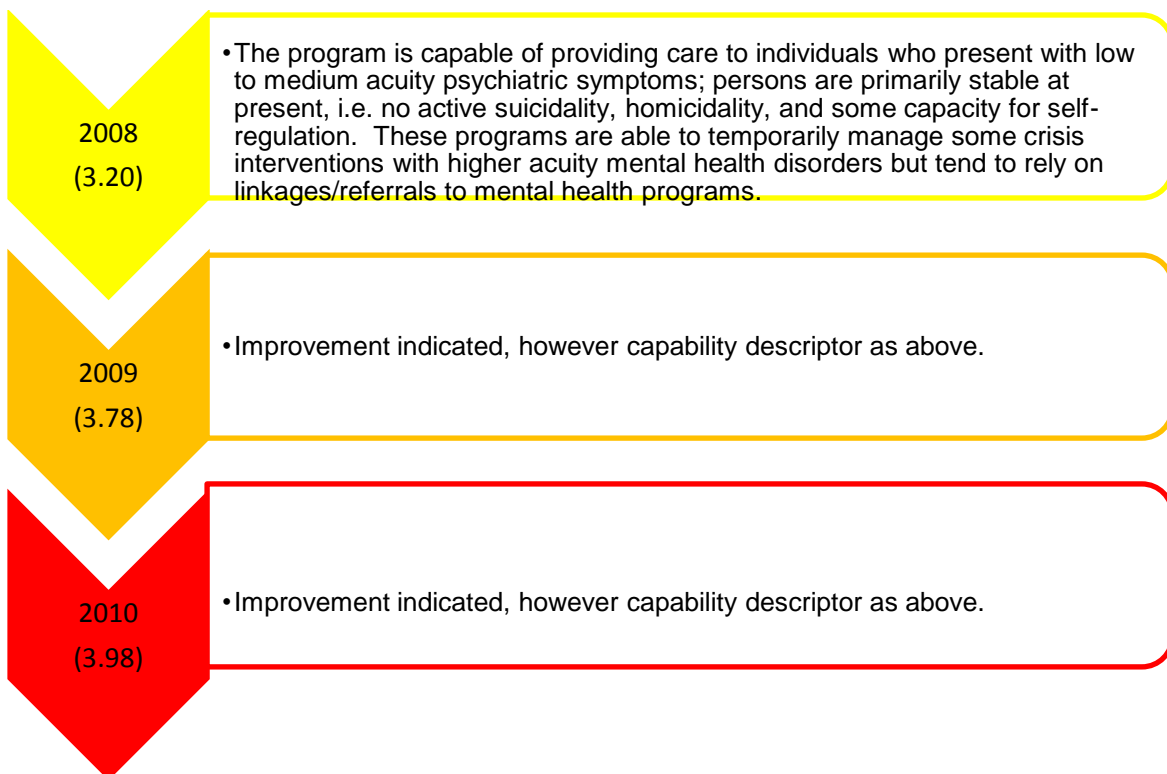 2008
(3.20)
•The program is capable of providing care to individuals who present with low
to medium acuity psychiatric symptoms; persons are primarily stable at
present, i.e. no active suicidality, homicidality, and some capacity for self-
regulation.  These programs are able to temporarily manage some crisis
interventions with higher acuity mental health disorders but tend to rely on
linkages/referrals to mental health programs.
2009
(3.78)
•Improvement indicated, however capability descriptor as above.
2010
(3.98)
•Improvement indicated, however capability descriptor as above.